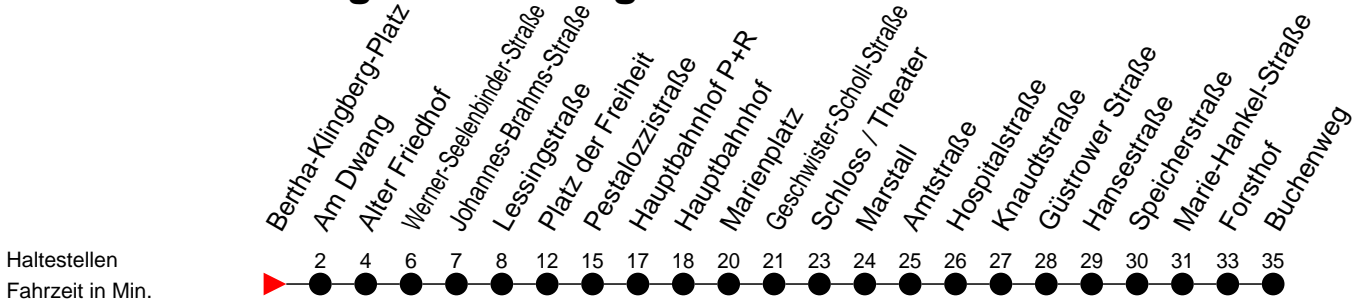 Bertha-Klingberg-Platz
Am Dwang
Alter Friedhof
Werner-Seelenbinder-Straße
Johannes-Brahms-Straße
Lessingstraße
Platz der Freiheit
Pestalozzistraße
Hauptbahnhof P+R
Hauptbahnhof
Marienplatz
Geschwister-Scholl-Straße
Schloss / Theater
Marstall
Amtstraße
Hospitalstraße
Knaudtstraße
Güstrower Straße
Hansestraße
Speicherstraße
Marie-Hankel-Straße
Forsthof
Buchenweg
Haltestellen 2 4 6 7 8 12 15 17 18 20 21 23 24 25 26 27 28 29 30 31 33 35
Fahrzeit in Min.